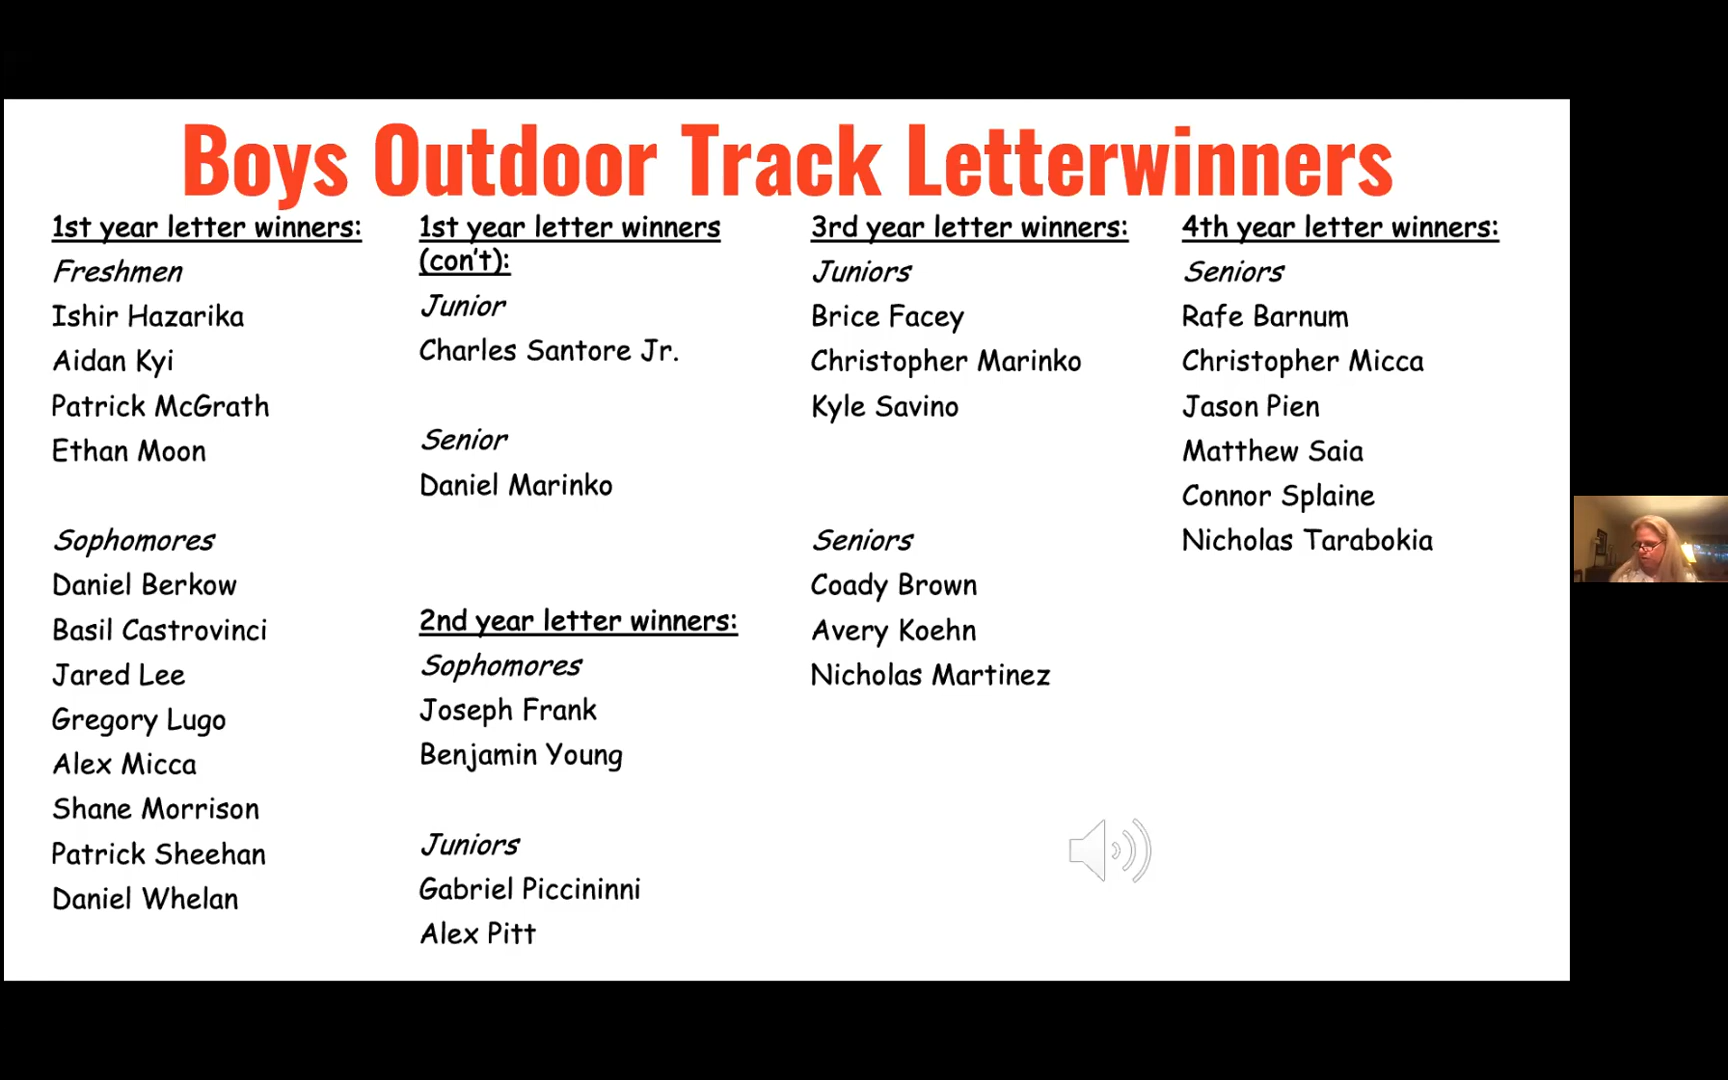 Boys Outdoor Track Letterwinners
1st year letter winners:
Freshmen
Ishir Hazarika
Aidan Kyi
Patrick McGrath
Ethan Moon
Sophomores
Daniel Berkow
Basil Castrovinci
Jared Lee
Gregory Lugo
Alex Micca
Shane Morrison
Patrick Sheehan
Daniel Whelan
1st year letter winners
(con't):
Junior
Charles Santore Jr.
Senior
Daniel Marinko
2nd year letter winners:
Sophomores
Joseph Frank
Benjamin Young
Juniors
Gabriel Piccininni
Alex Pitt
3rd year letter winners:
Juniors
Brice Facey
Christopher Marinko
Kyle Savino
Seniors
Coady Brown
Avery Koehn
Nicholas Martinez
4th year letter winners:
Seniors
Rafe Barnum
Christopher Micca
Jason Pien
Matthew Saia
Connor Splaine
Nicholas Tarabokia